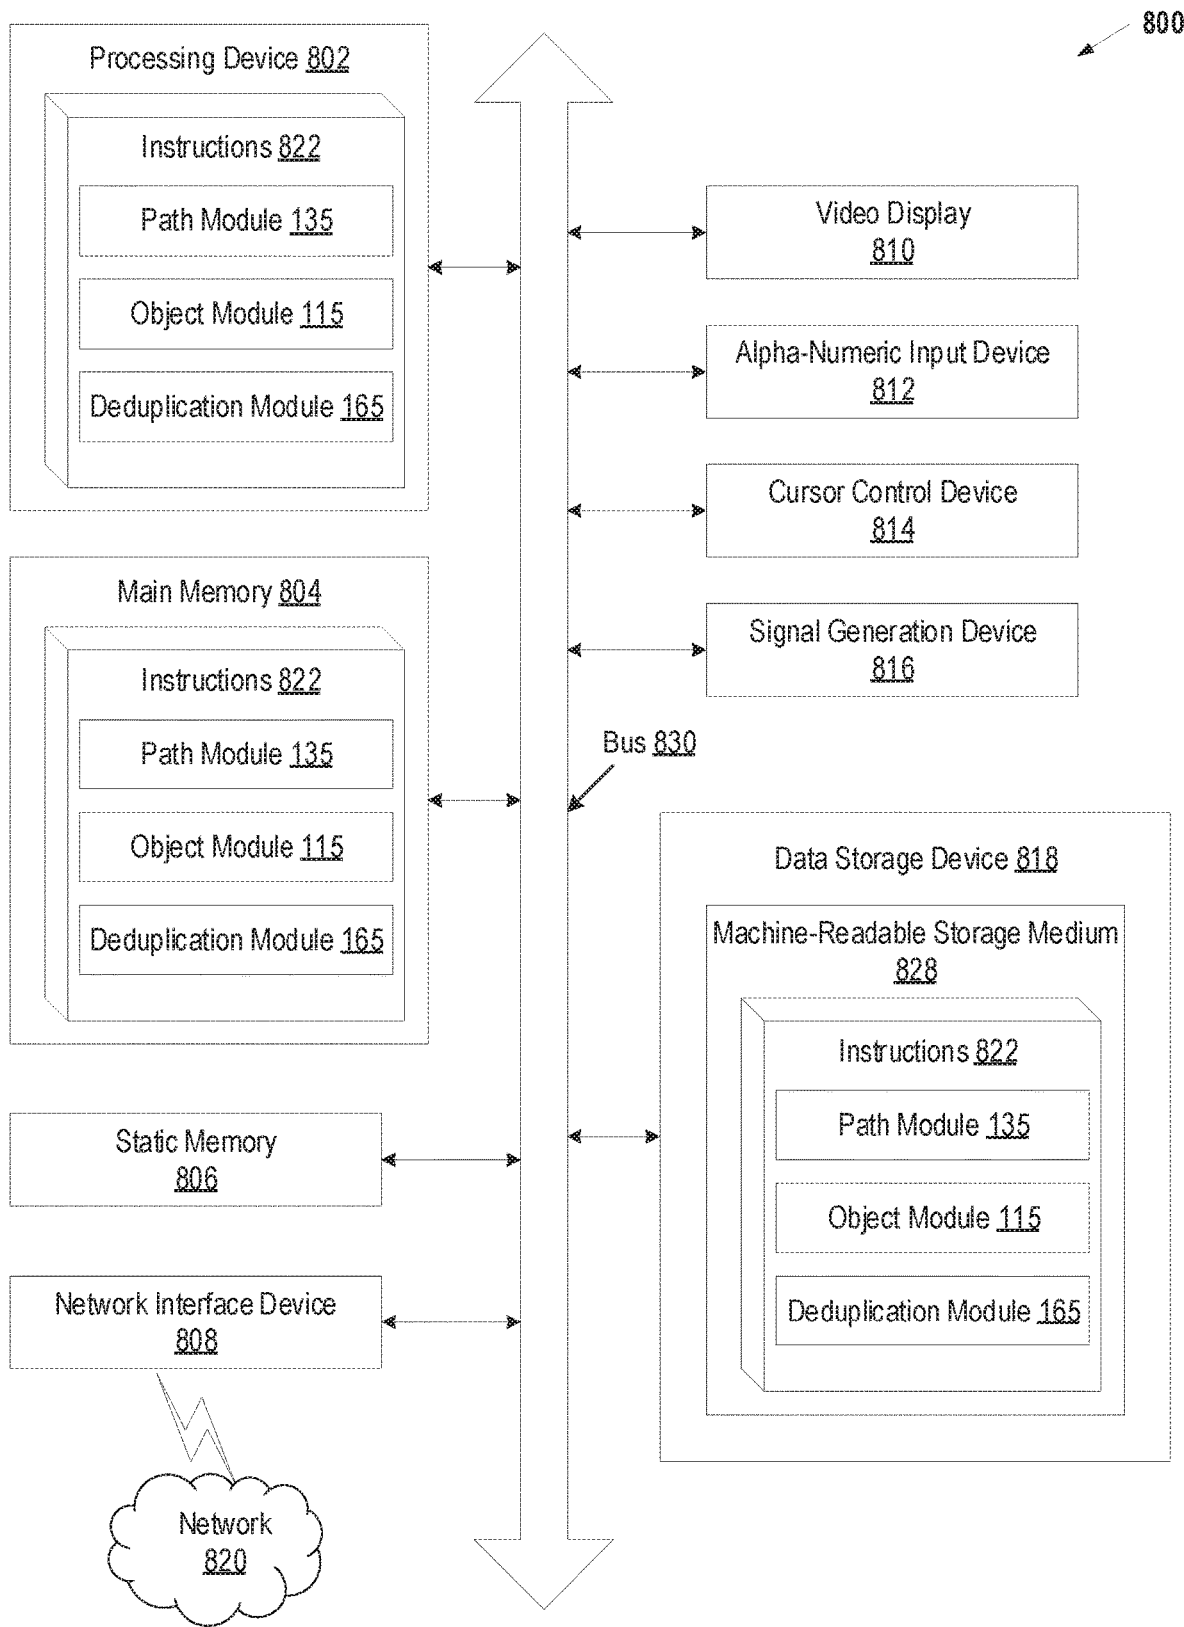 800
Processing Device 802
Instructions 822
Path Module 135
Object Module 115
Deduplication Module 165
Main Memory 804
Instructions 822
Path Module 135
Object Module 115
Deduplication Module 165
Static Memory
806
Network Interface Device
808
Network
820
Video Display
810
Alpha-Numeric Input Device
812
Cursor Control Device
814
Signal Generation Device
816
Bus 830
Data Storage Device 818
Machine-Readable Storage Medium
828
Instructions 822
Path Module 135
Object Module 115
Deduplication Module 165